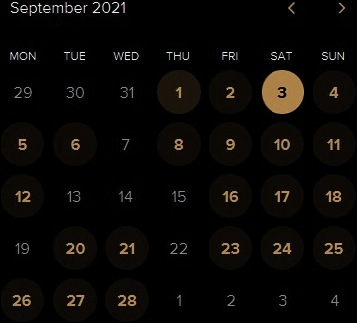 September 2021 < >
MON TUE WED THU FRI SAT SUN
29 30 31 1 2 3 4
5 6 7 8 9 10 11
12 13 14 15 16 17 18
19 20 21 22 23 24 25
26 27 28 1 2 3 4